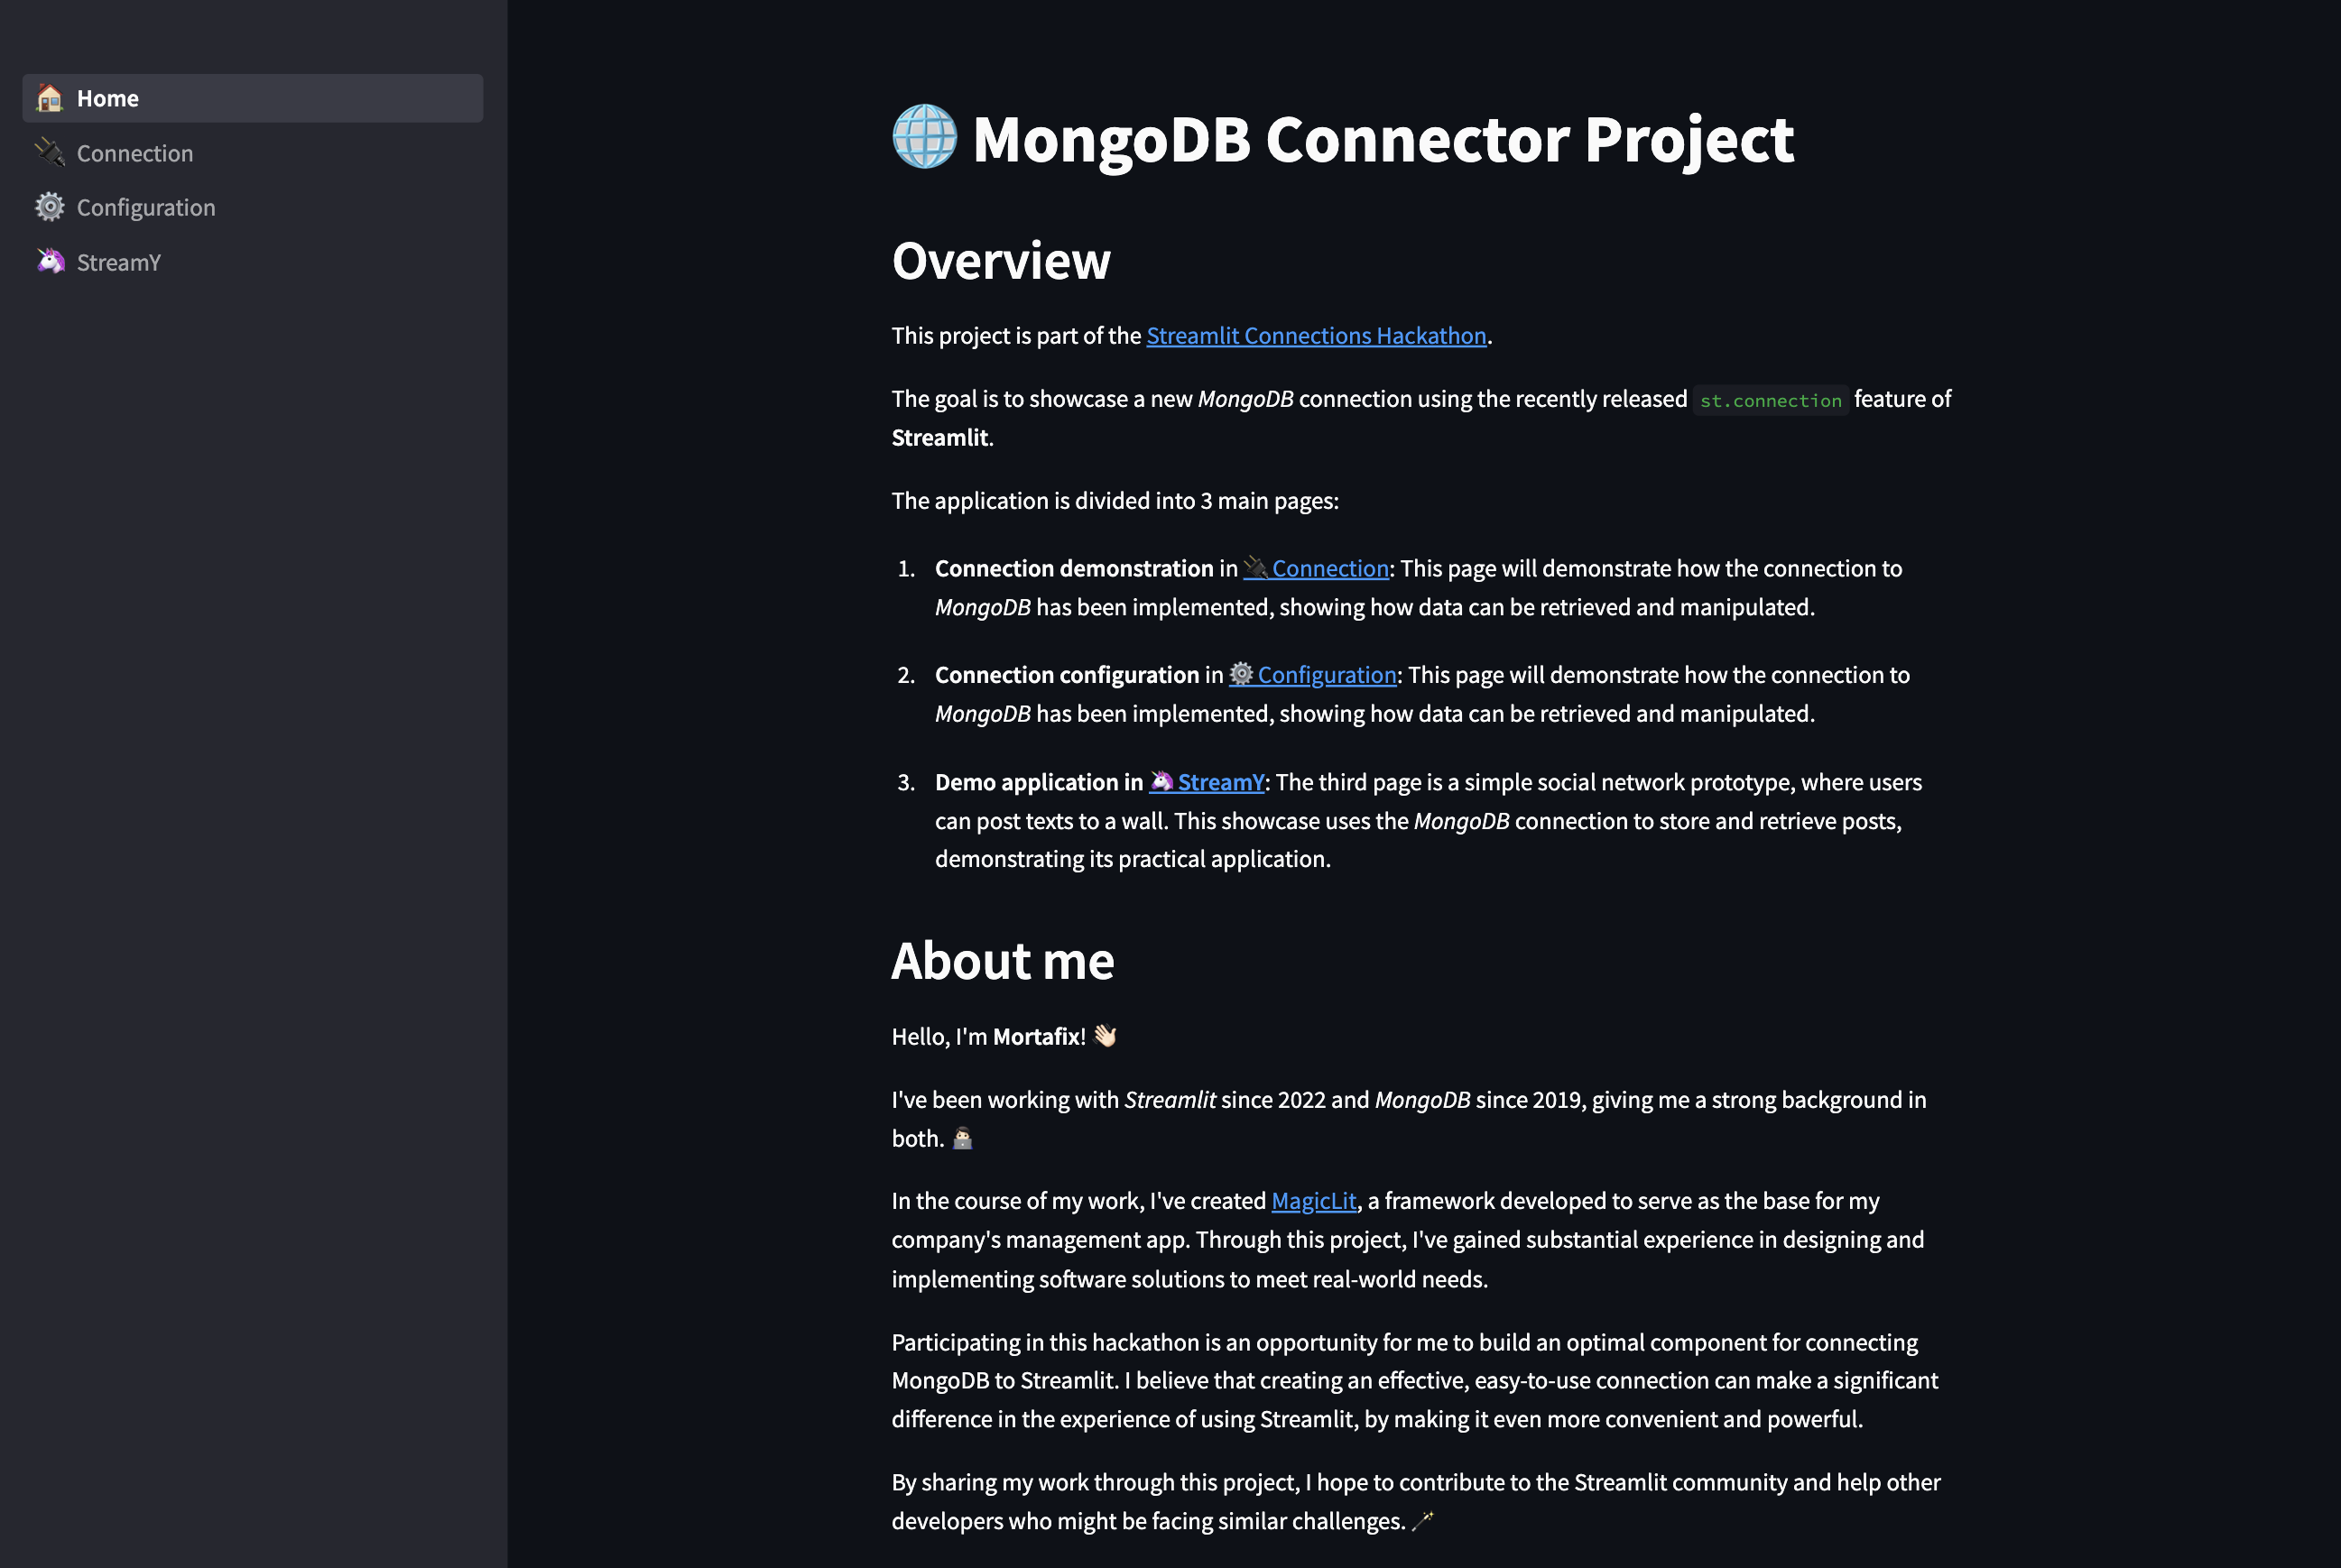 Home
Connection
Configuration
StreamY
MongoDB Connector Project
Overview
This project is part of the Streamlit Connections Hackathon.
The goal is to showcase a new MongoDB connection using the recently released st.connection feature of
Streamlit.
The application is divided into 3 main pages:
1. Connection demonstration in Connection: This page will demonstrate how the connection to
MongoDB has been implemented, showing how data can be retrieved and manipulated.
2. Connection configuration in Configuration: This page will demonstrate how the connection to
MongoDB has been implemented, showing how data can be retrieved and manipulated.
3. Demo application in StreamY: The third page is a simple social network prototype, where users
can post texts to a wall. This showcase uses the MongoDB connection to store and retrieve posts,
demonstrating its practical application.
About me
Hello, I'm Mortafix!
I've been working with Streamlit since 2022 and MongoDB since 2019, giving me a strong background in
both.
In the course of my work, I've created MagicLit, a framework developed to serve as the base for my
company's management app. Through this project, I've gained substantial experience in designing and
implementing software solutions to meet real-world needs.
Participating in this hackathon is an opportunity for me to build an optimal component for connecting
MongoDB to Streamlit. I believe that creating an effective, easy-to-use connection can make a significant
difference in the experience of using Streamlit, by making it even more convenient and powerful.
By sharing my work through this project, I hope to contribute to the Streamlit community and help other
developers who might be facing similar challenges.